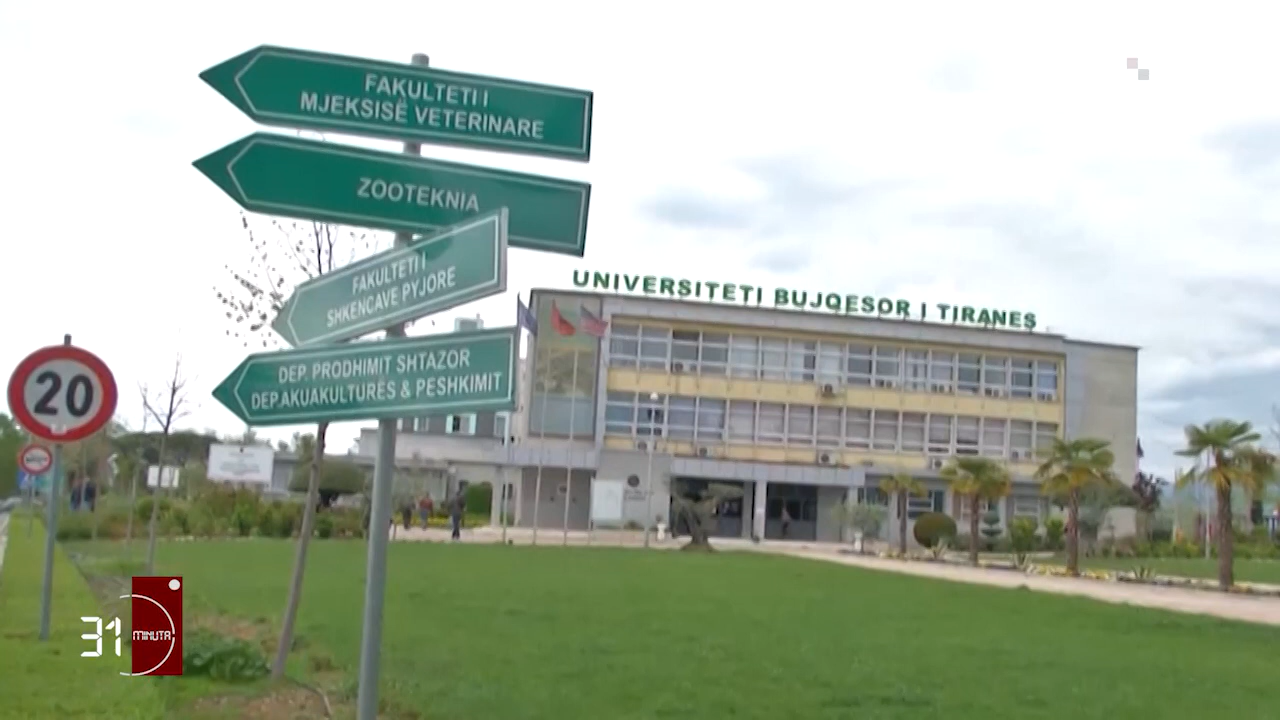 FAKULTETI I
MJEKSISË VETERINARE
ZOOTEKNIA
FAKULTETI I
SHKENCAVE PYJORE
DEP. PRODHIMIT SHTAZOR
DEP.AKUAKULTURËS & PESHKIMIT
UNIVERSITETI BUJQESOR I TIRANES
20
31
MINUTA